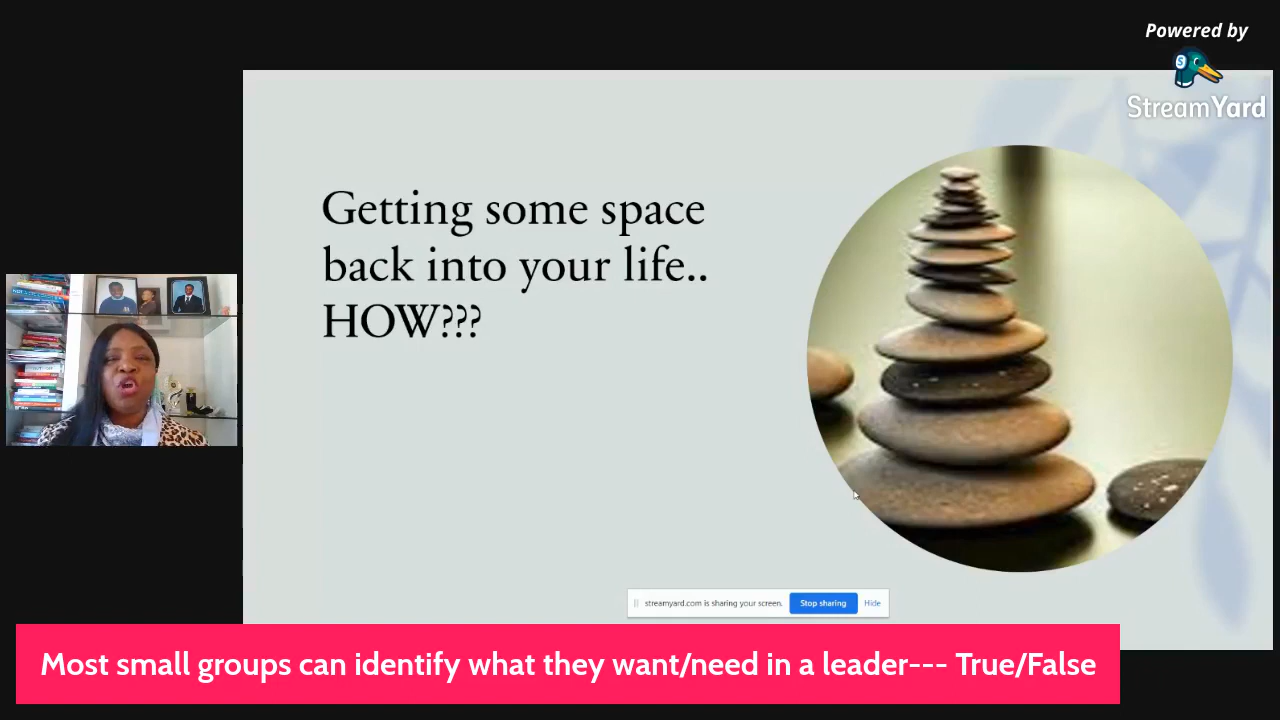 Powered by
StreamYard
Getting some space
back into your life..
HOW???
streamyard.com is sharing your screen.
Stop sharing
Hide
Most small groups can identify what they want/need in a leader--- True/False